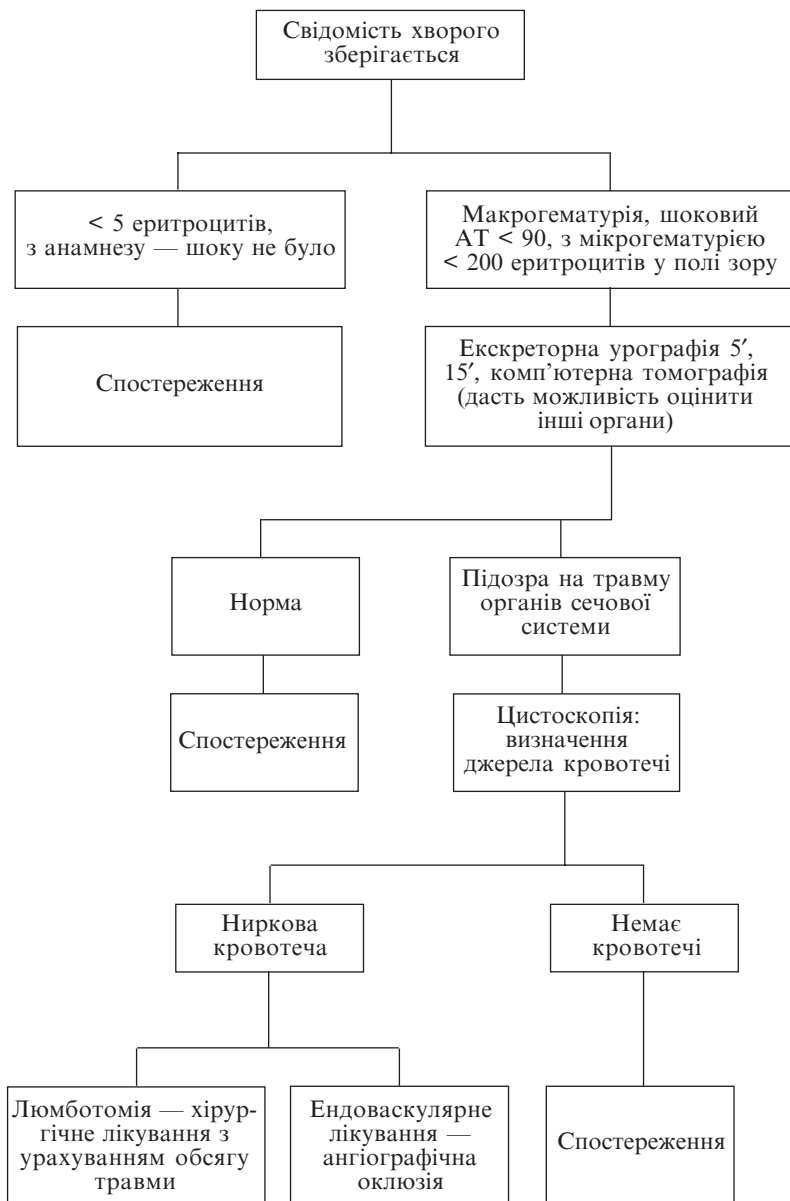 Свідомість хворого
зберігається
< 5 еритроцитів,
з анамнезу — шоку не було
Макрогематурія, шоковий
АТ < 90, з мікрогематурією
< 200 еритроцитів у полі зору
Спостереження
Екскреторна урографія 5′,
15′, комп’ютерна томографія
(дасть можливість оцінити
інші органи)
Норма
Підозра на травму
органів сечової
системи
Спостереження
Цистоскопія:
визначення
джерела кровотечі
Ниркова
кровотеча
Немає
кровотечі
Люмботомія — хірур-
гічне лікування з
урахуванням обсягу
травми
Ендоваскулярне
лікування —
ангіографічна
оклюзія
Спостереження